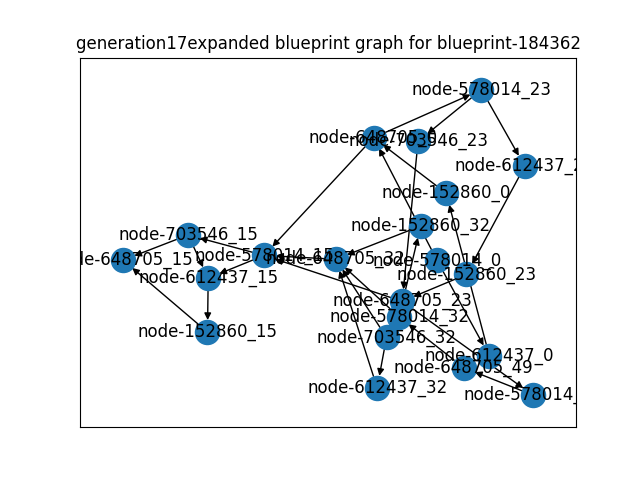 generation17expanded blueprint graph for blueprint-184362
node-578014_23
node-648705_0
node-703546_23
node-612437_2
node-152860_0
node-152860_32
node-703546_15
node-578014_15
node-648705_32
node-578014_0
de-648705_15
node-612437_15
node-152860_23
node-648705_23
node-578014_32
node-152860_15
node-703546_32
node-612437_0
node-648705_49
node-612437_32
node-578014_